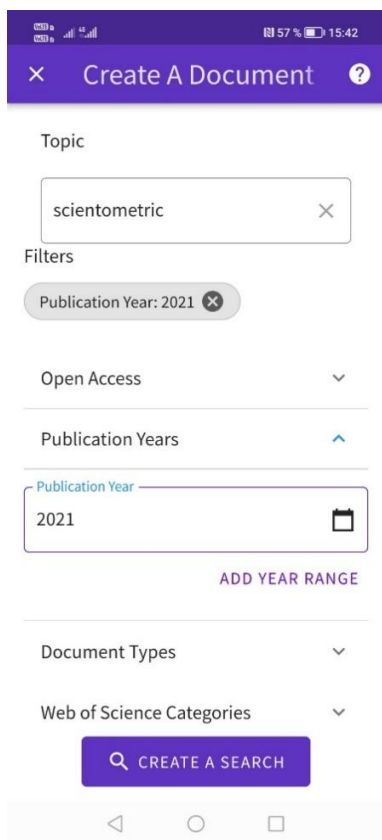 57 % 15:42
Create A Document
Topic
scientometric
Filters
Publication Year: 2021
Open Access
Publication Years
Publication Year
2021
ADD YEAR RANGE
Document Types
Web of Science Categories
CREATE A SEARCH